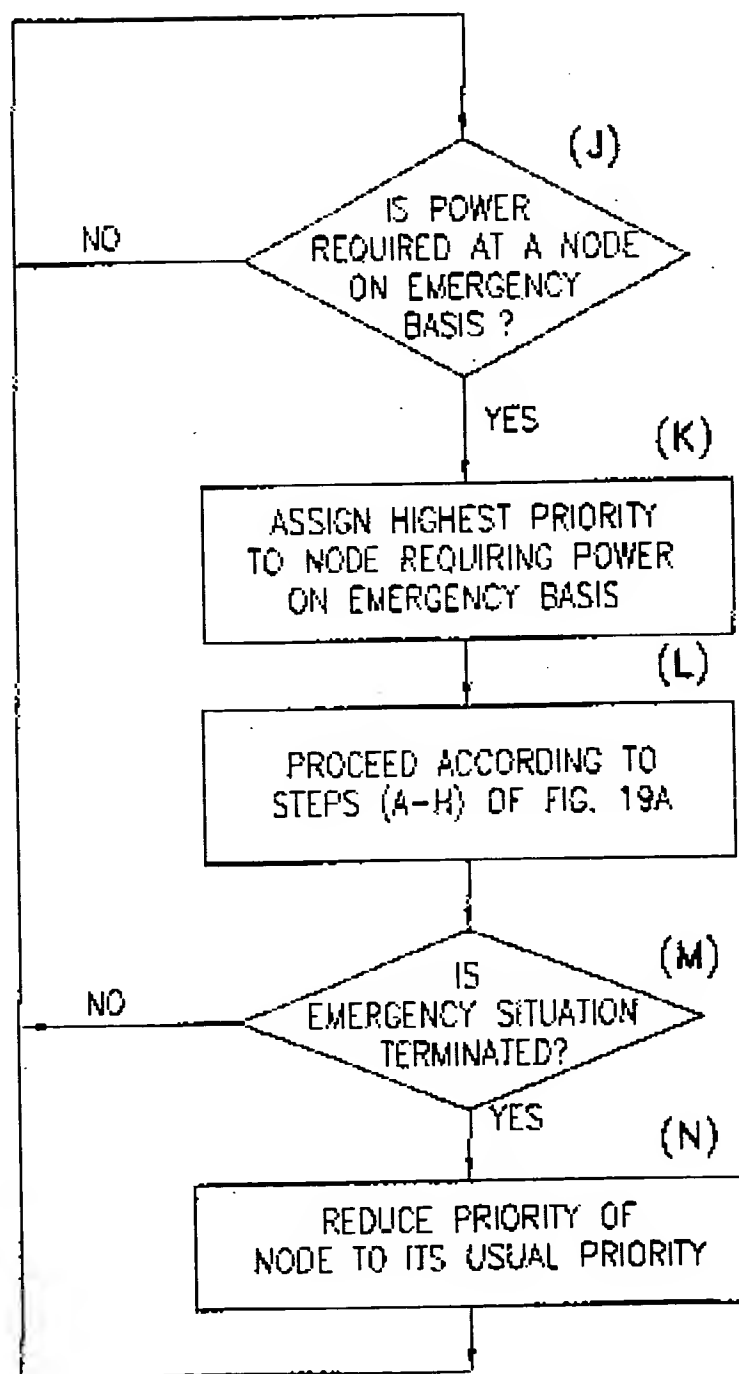 (J)
IS POWER
REQUIRED AT A NODE
ON EMERGENCY
BASIS ?
NO
YES
(K)
ASSIGN HIGHEST PRIORITY
TO NODE REQUIRING POWER
ON EMERGENCY BASIS
(L)
PROCEED ACCORDING TO
STEPS (A-H) OF FIG. 19A
(M)
IS
EMERGENCY SITUATION
TERMINATED?
NO
YES
(N)
REDUCE PRIORITY OF
NODE TO ITS USUAL PRIORITY